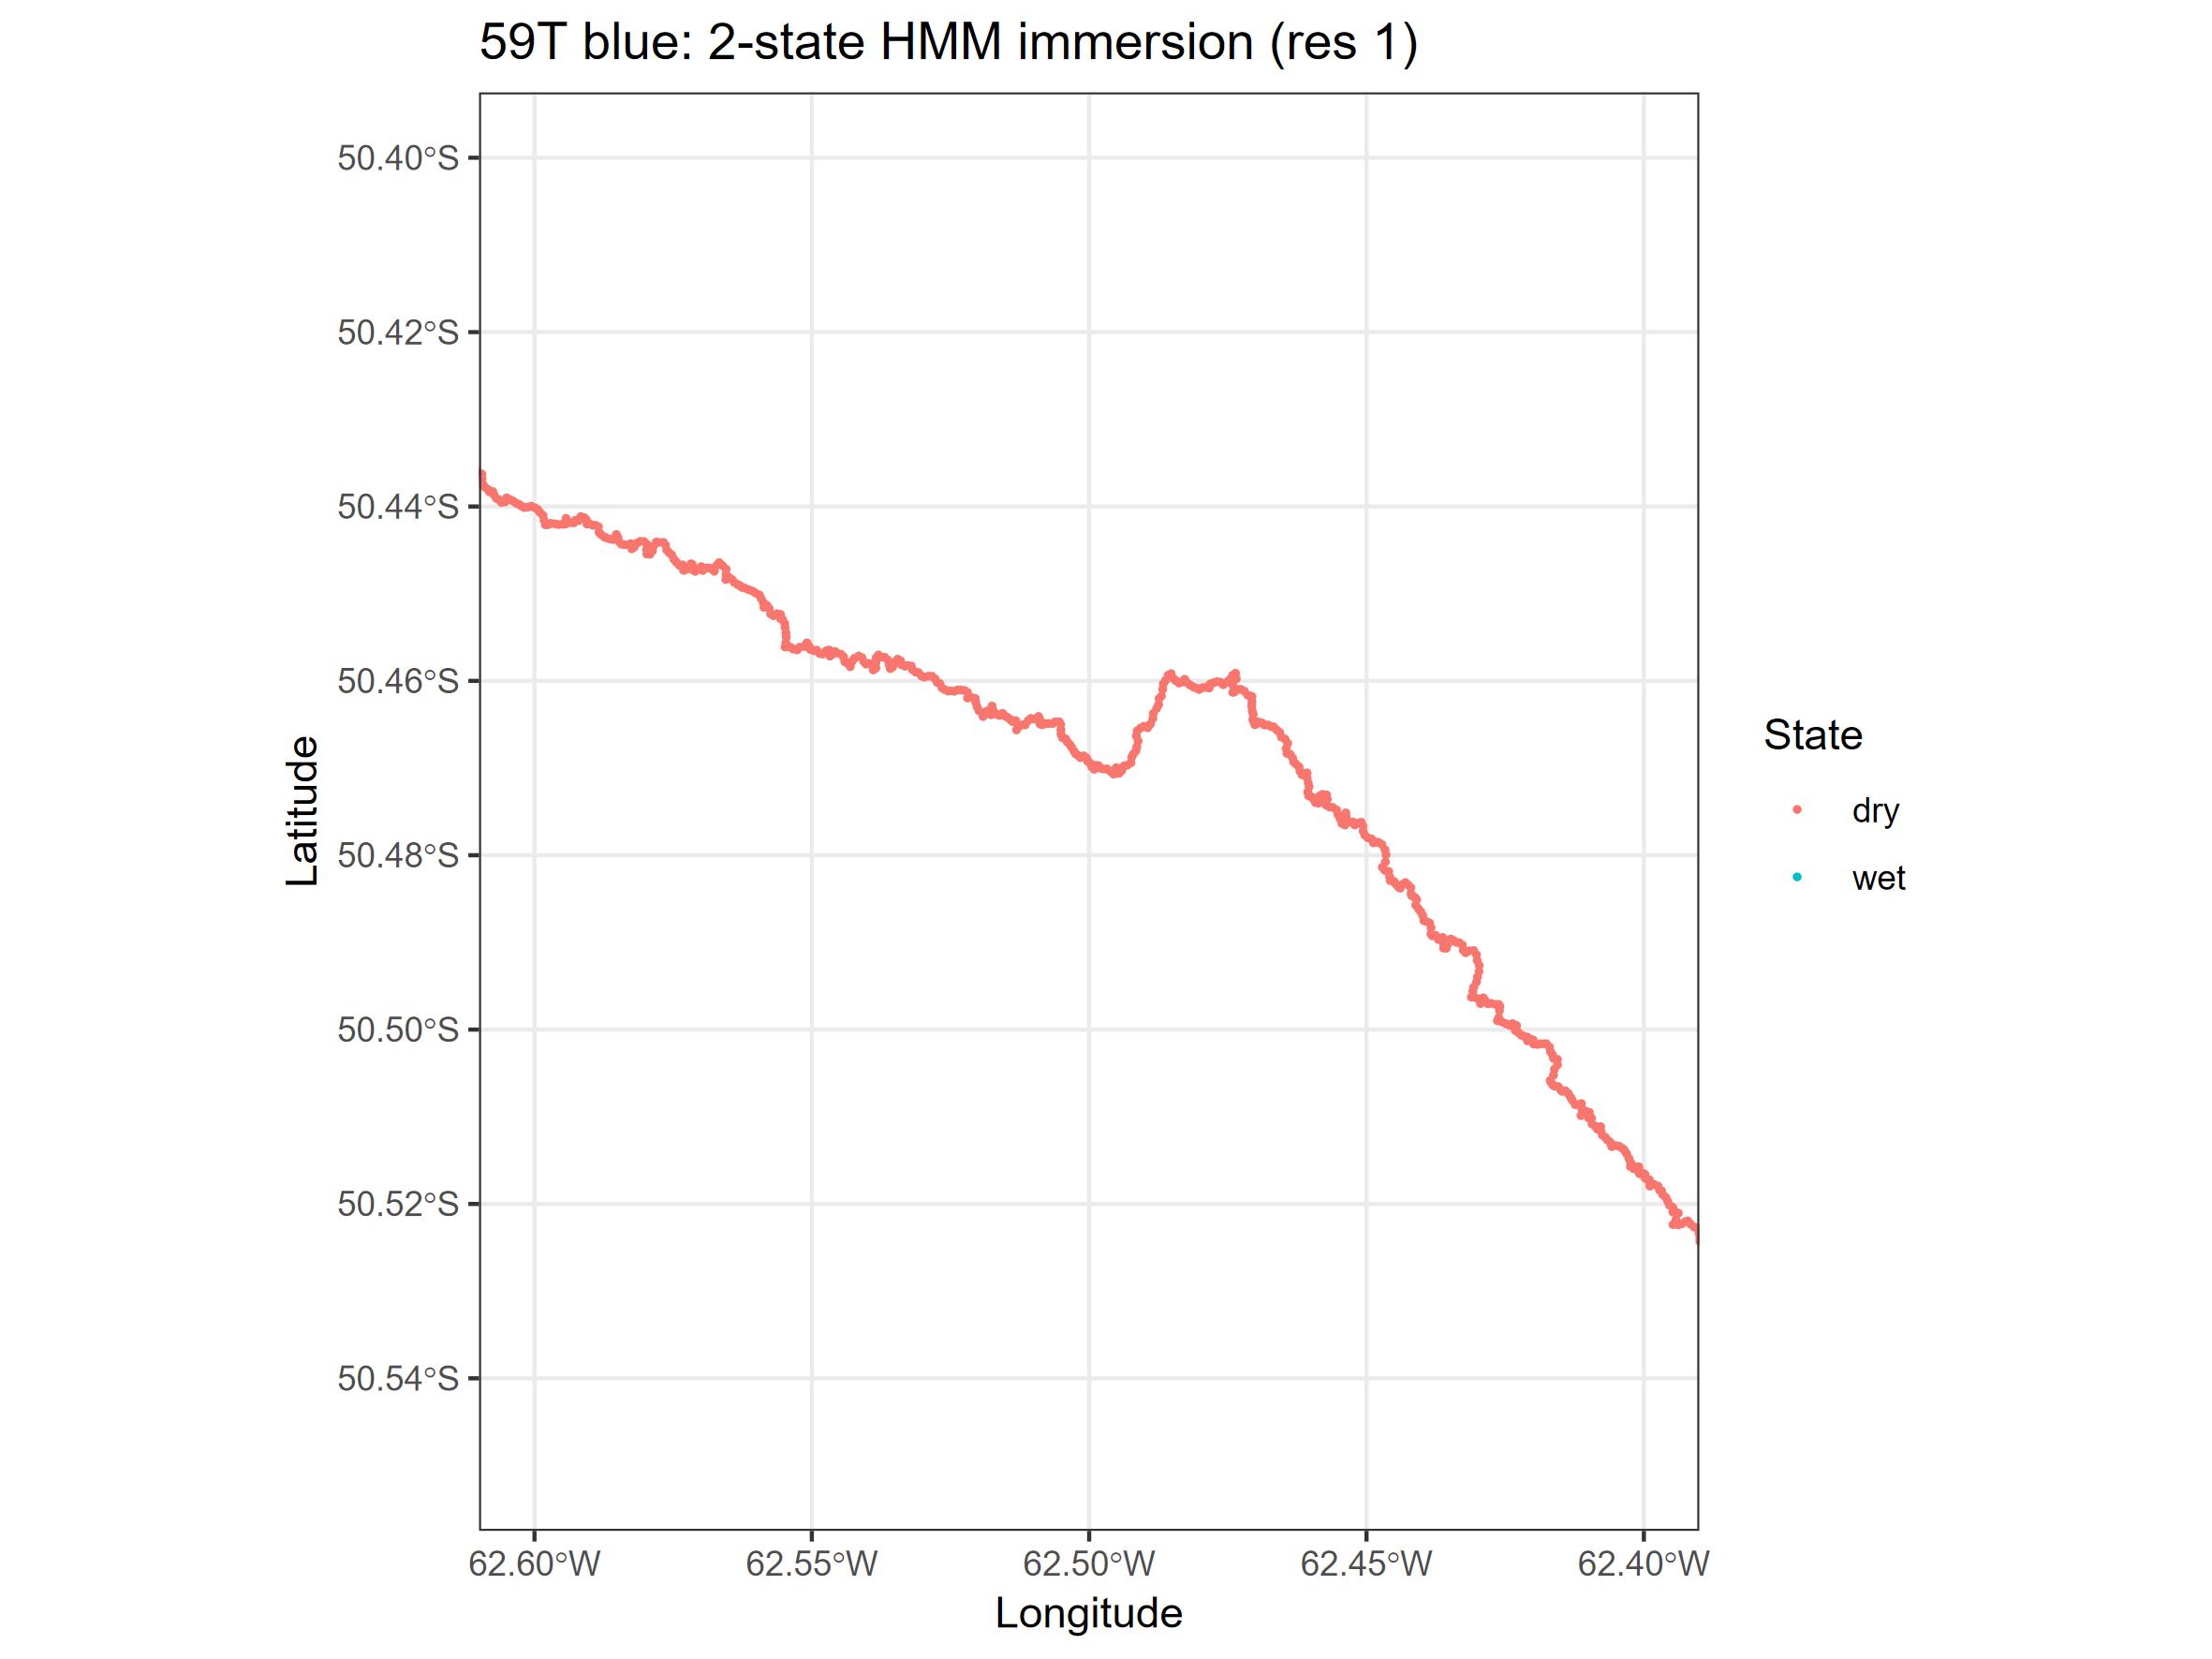 59T blue: 2-state HMM immersion (res 1)
50.40°S
50.42°S
50.44°S
50.46°S
50.48°S
50.50°S
50.52°S
50.54°S
Latitude
62.60°W 62.55°W 62.50°W 62.45°W 62.40°W
Longitude
State
dry
wet